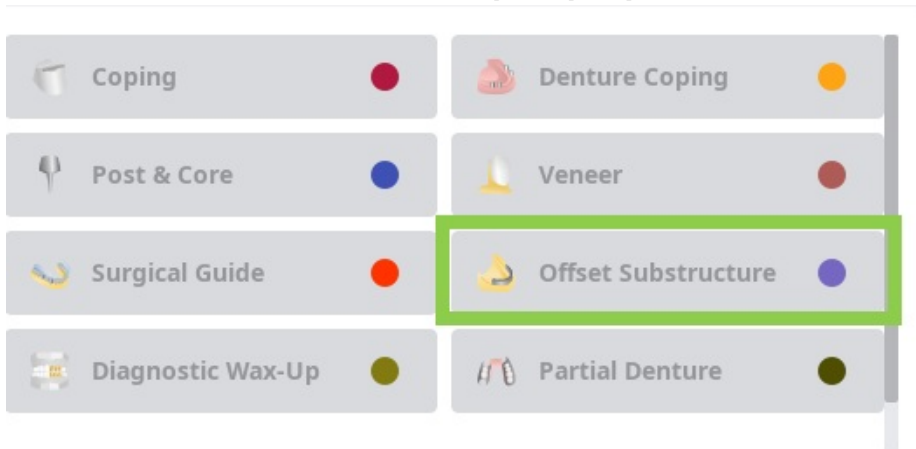 Coping
Denture Coping
Post & Core
Veneer
Surgical Guide
Offset Substructure
Diagnostic Wax-Up
Partial Denture